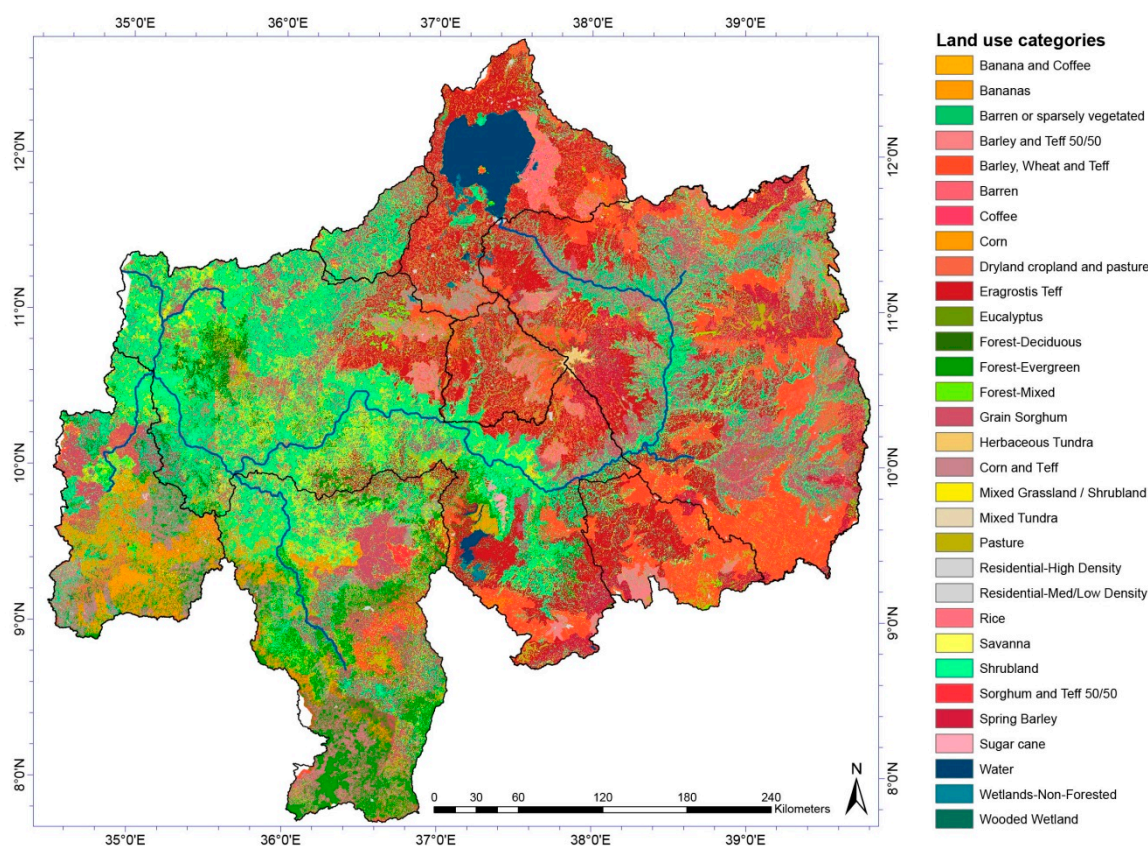 35°0'E 36°0'E 37°0'E 38°0'E 39°0'E
Land use categories
Banana and Coffee
Bananas
Barren or sparsely vegetated
Barley and Teff 50/50
Barley, Wheat and Teff
Barren
Coffee
Corn
Dryland cropland and pasture
Eragrostis Teff
Eucalyptus
Forest-Deciduous
Forest-Evergreen
Forest-Mixed
Grain Sorghum
Herbaceous Tundra
Corn and Teff
Mixed Grassland / Shrubland
Mixed Tundra
Pasture
Residential-High Density
Residential-Med/Low Density
Rice
Savanna
Shrubland
Sorghum and Teff 50/50
Spring Barley
Sugar cane
Water
Wetlands-Non-Forested
Wooded Wetland
12°0'N 12°0'N
11°0'N 11°0'N
10°0'N 10°0'N
9°0'N 9°0'N
8°0'N 8°0'N
N
0 30 60 120 180 240
Kilometers
35°0'E 36°0'E 37°0'E 38°0'E 39°0'E